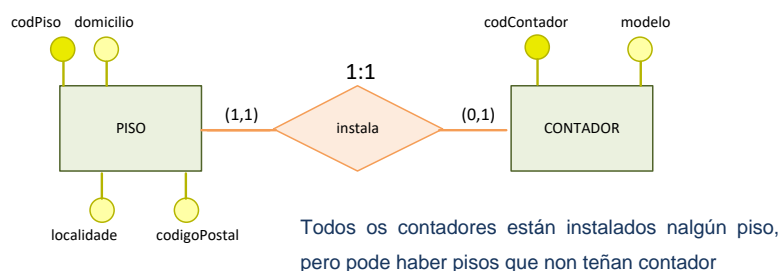 codPiso domicilio
codContador modelo
1:1
PISO
(1,1)
instala
(0,1)
CONTADOR
localidade codigoPostal
Todos os contadores están instalados nalgún piso,
pero pode haber pisos que non teñan contador